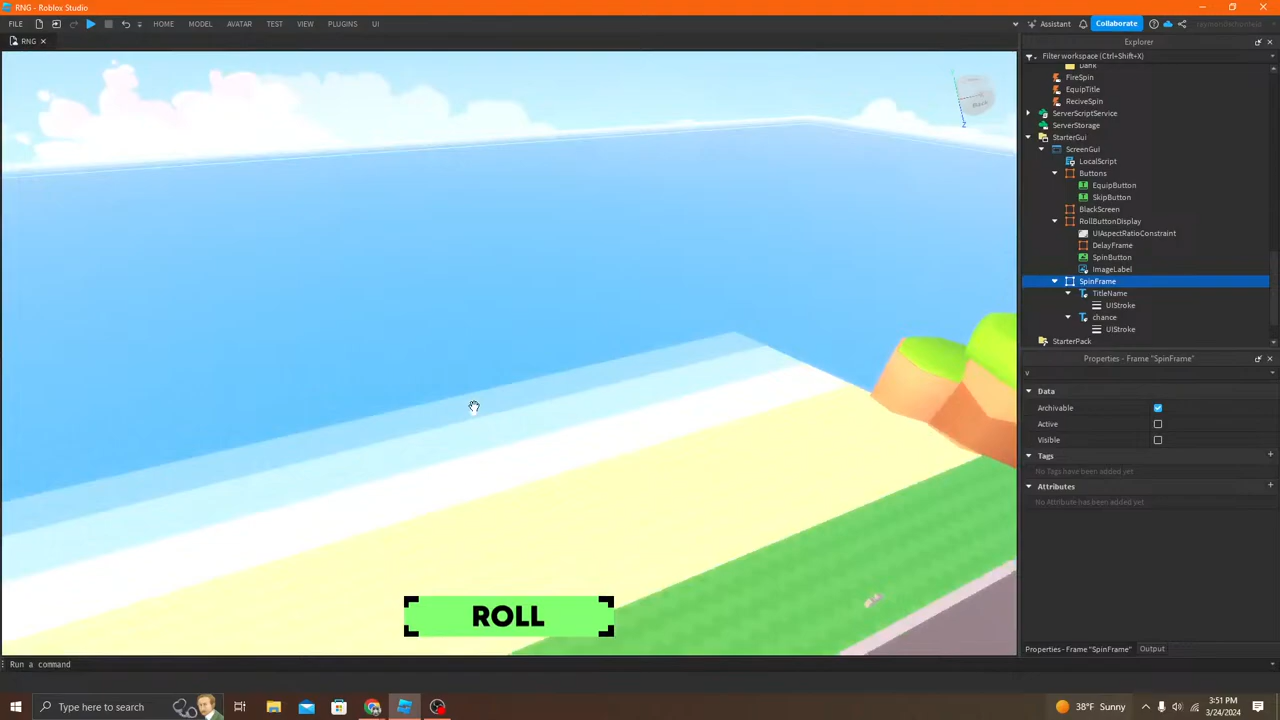 RNG - Roblox Studio
FILE
HOME
MODEL
AVATAR
TEST
VIEW
PLUGINS
UI
Assistant
Collaborate
RNG
Explorer
Filter workspace (Ctrl+Shift+X)
FireSpin
EquipTitle
ReciveSpin
ServerScriptService
ServerStorage
StarterGui
ScreenGui
LocalScript
Buttons
EquipButton
SkipButton
BlackScreen
RollButtonDisplay
UIAspectRatioConstraint
DelayFrame
SpinButton
ImageLabel
SpinFrame
TitleName
UIStroke
chance
UIStroke
StarterPack
Properties - Frame "SpinFrame"
v
Data
Archivable
Active
Visible
Tags
No Tags have been added yet
Attributes
No Attribute has been added yet
Back
Z
ROLL
Properties - Frame "SpinFrame"
Output
Run a command
Type here to search
38°F Sunny
3:51 PM
3/24/2024